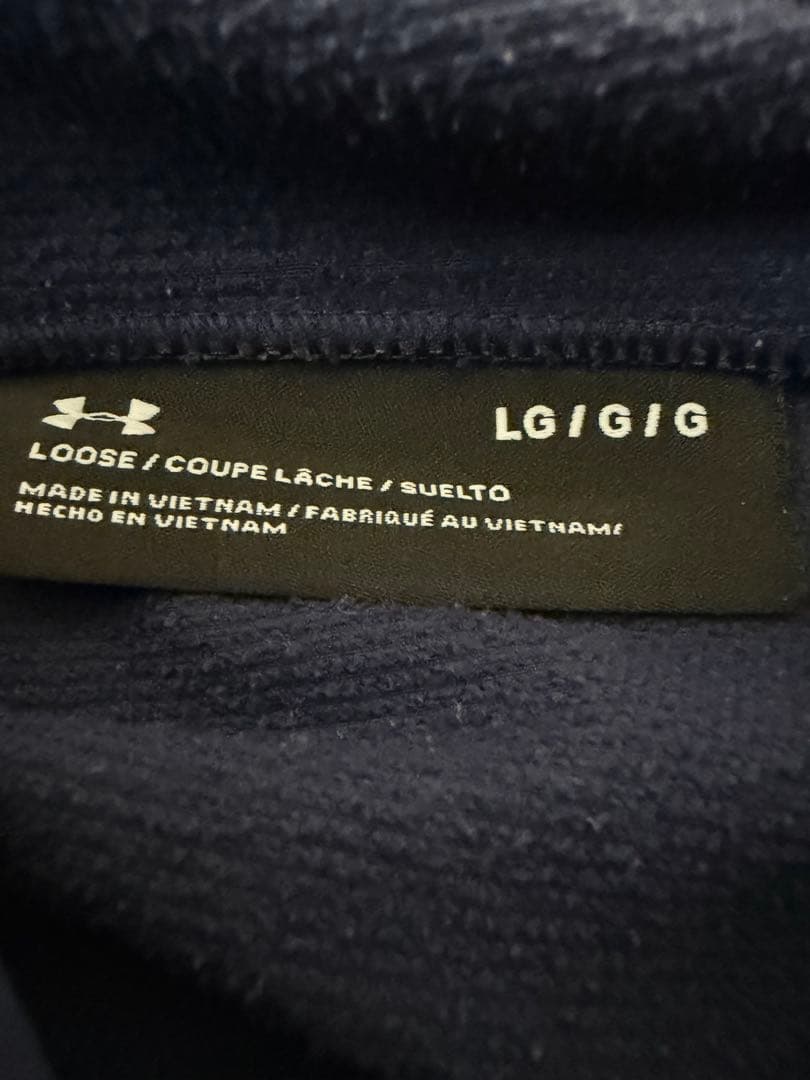 LG / G / G
LOOSE / COUPE LÂCHE / SUELTO
MADE IN VIETNAM / FABRIQUÉ AU VIETNAM/
HECHO EN VIETNAM